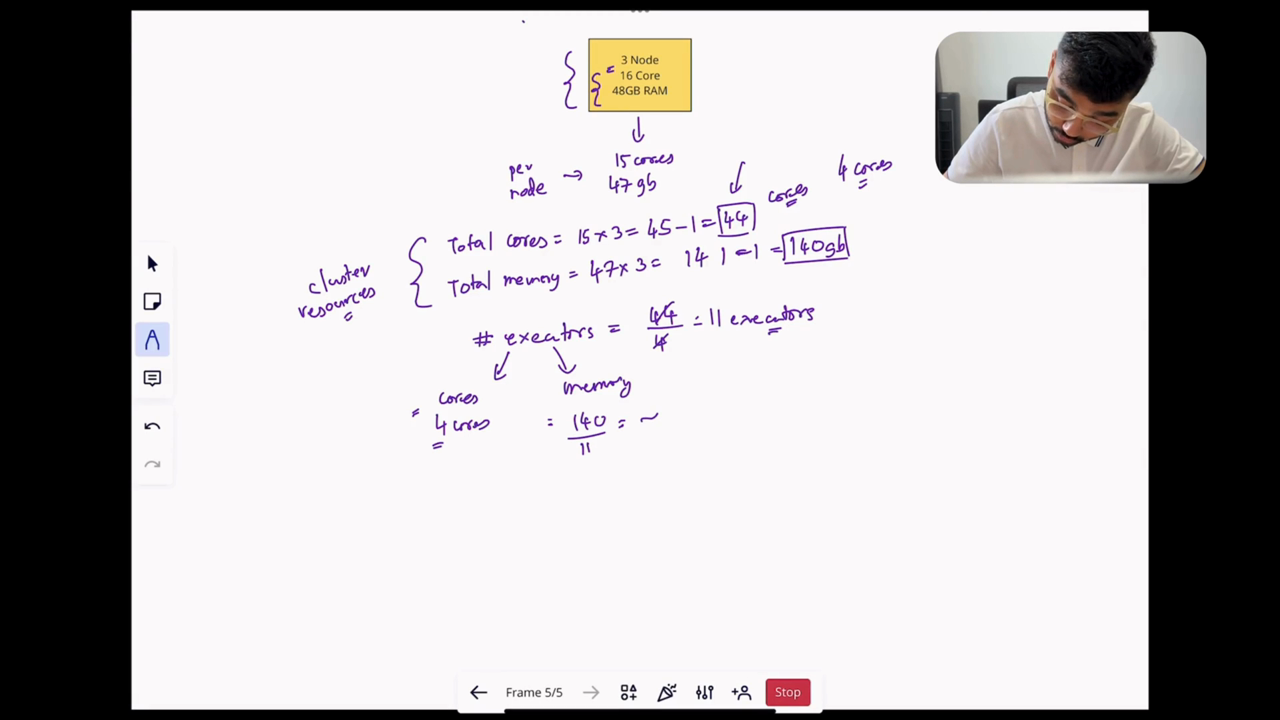 3 Node
16 Core
48GB RAM
per node → 15 cores
47 gb
4 cores
cores
Total cores = 15 x 3 = 45 - 1 = 44
Total memory = 47 x 3 = 141 - 1 = 140gb
cluster
resources
# executors = 44/4 = 11 executors
cores
memory
= 4 cores
= 140/11 = ~
Frame 5/5
Stop